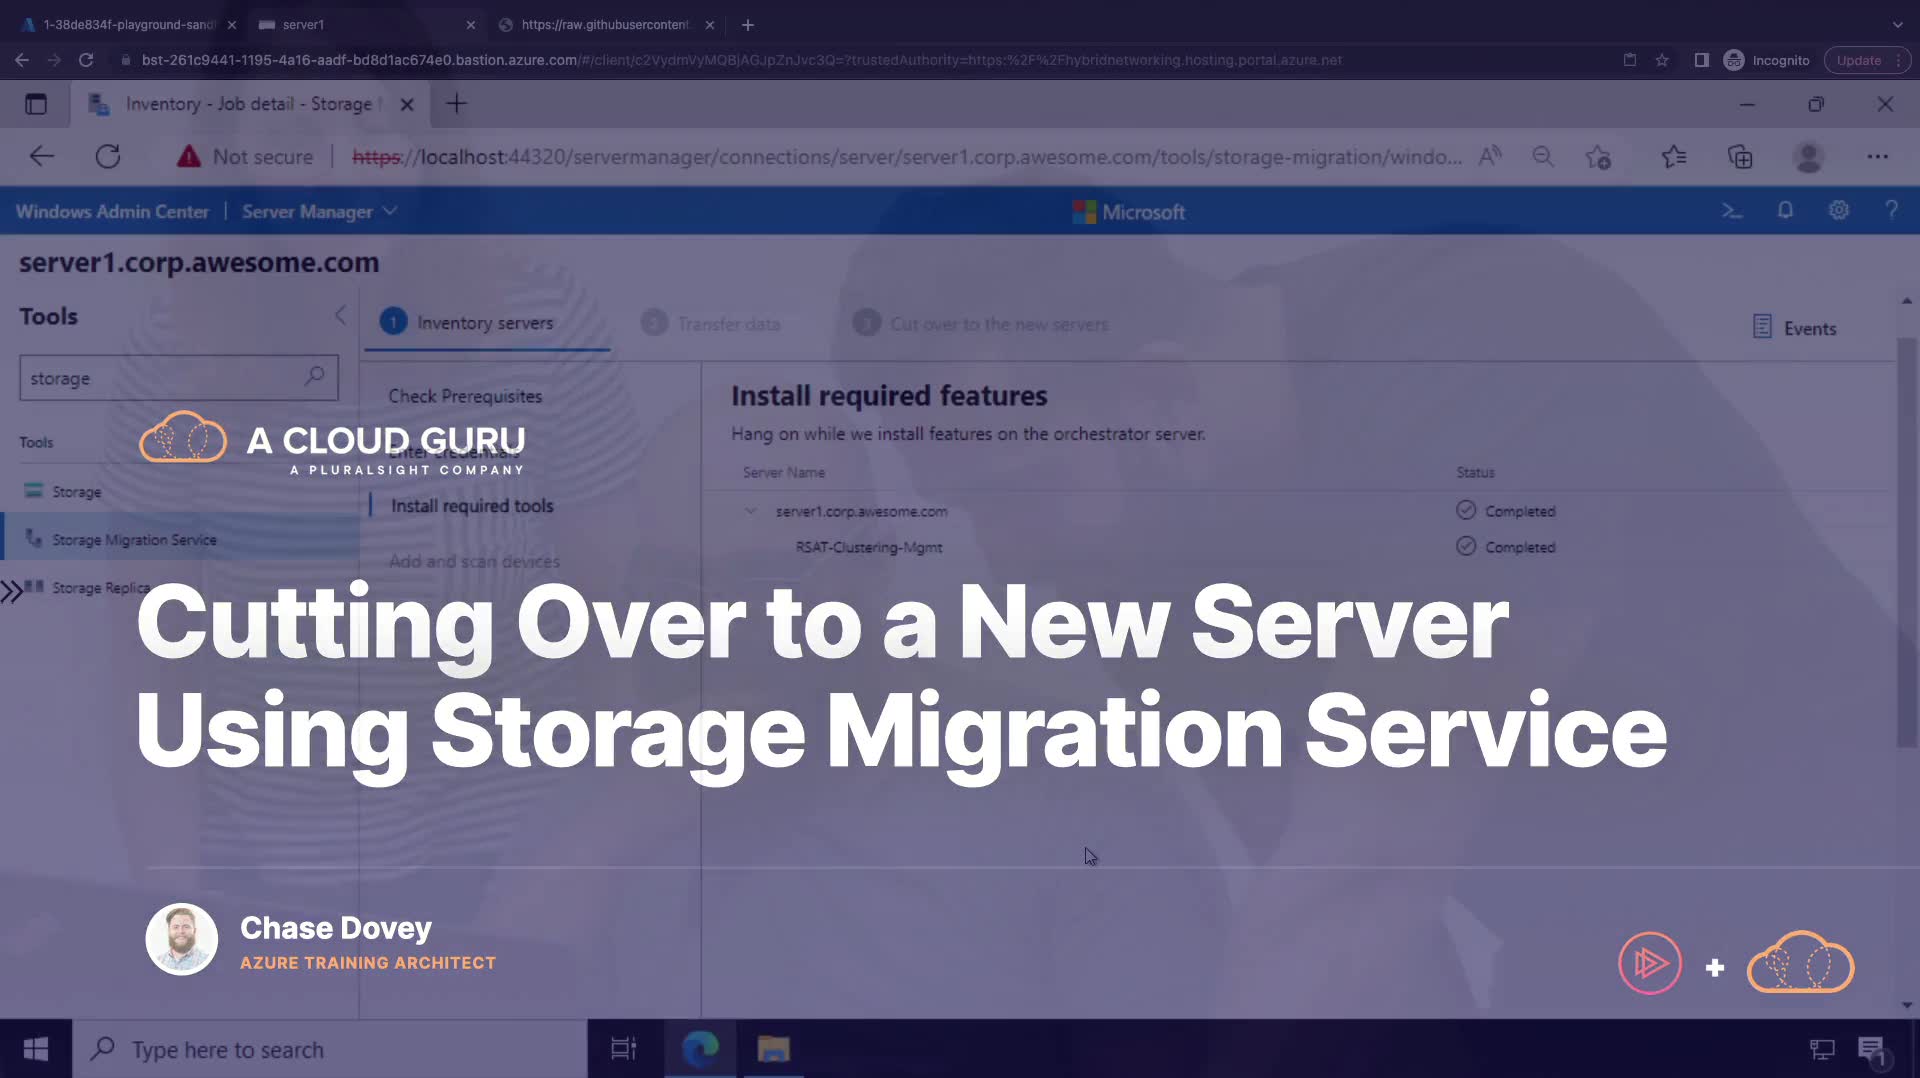 1-38de834f-playground-sand
server1
https://raw.githubusercontent.
bst-261c9441-1195-4a16-aadf-bd8d1ac674e0.bastion.azure.com/#/client/c2VydmVyMQBjAGJpZnJvc3Q=?trustedAuthority=https:%2F%2Fhybridnetworking.hosting.portal.azure.net
Incognito
Update
Inventory - Job detail - Storage
Not secure
https://localhost:44320/servermanager/connections/server/server1.corp.awesome.com/tools/storage-migration/windo...
Windows Admin Center
Server Manager
Microsoft
server1.corp.awesome.com
Tools
1 Inventory servers
2 Transfer data
3 Cut over to the new servers
Events
storage
Tools
Storage
Storage Migration Service
Storage Replica
Check Prerequisites
Enter credentials
Install required tools
Add and scan devices
Install required features
Hang on while we install features on the orchestrator server.
Server Name
Status
server1.corp.awesome.com
Completed
RSAT-Clustering-Mgmt
Completed
A CLOUD GURU
A PLURALSIGHT COMPANY
Cutting Over to a New Server
Using Storage Migration Service
Chase Dovey
AZURE TRAINING ARCHITECT
+
Type here to search
1